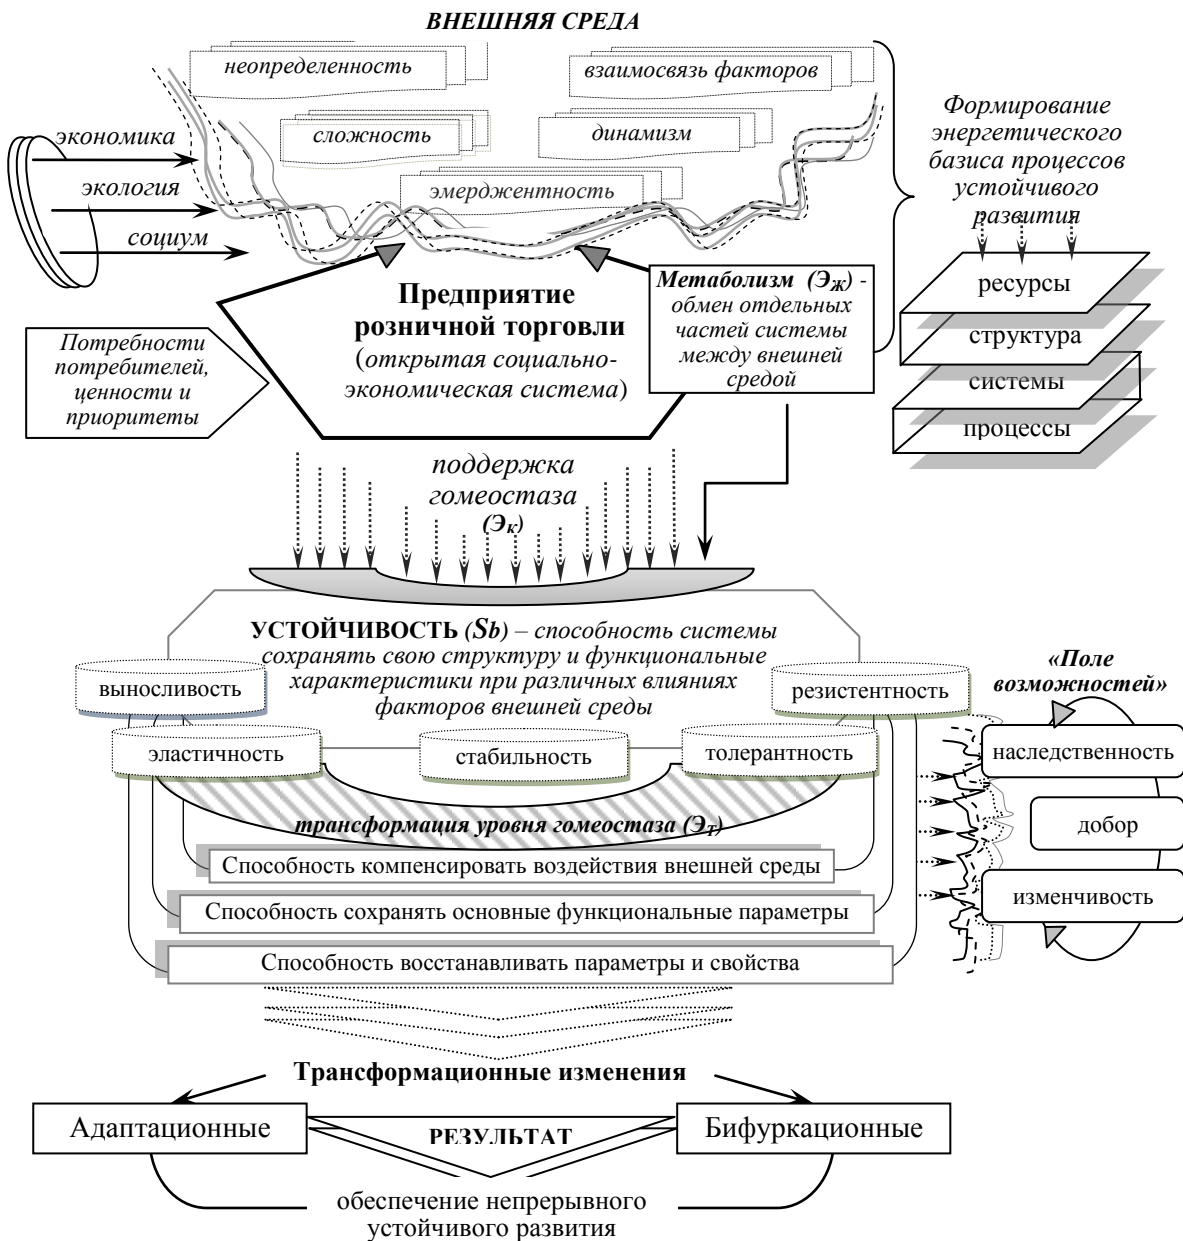 ВНЕШНЯЯ СРЕДА
неопределенность
взаимосвязь факторов
сложность
динамизм
эмерджентность
экономика
экология
социум
Формирование
энергетического
базиса процессов
устойчивого
развития
ресурсы
структура
системы
процессы
Предприятие
розничной торговли
(открытая социально-
экономическая система)
Метаболизм (Э_Ж) -
обмен отдельных
частей системы
между внешней
средой
Потребности
потребителей,
ценности и
приоритеты
поддержка
гомеостаза
(Э_К)
УСТОЙЧИВОСТЬ (Sb) – способность системы
сохранять свою структуру и функциональные
характеристики при различных влияниях
факторов внешней среды
выносливость
резистентность
эластичность
стабильность
толерантность
трансформация уровня гомеостаза (Э_Т)
Способность компенсировать воздействия внешней среды
Способность сохранять основные функциональные параметры
Способность восстанавливать параметры и свойства
«Поле
возможностей»
наследственность
добор
изменчивость
Трансформационные изменения
Адаптационные
РЕЗУЛЬТАТ
Бифуркационные
обеспечение непрерывного
устойчивого развития